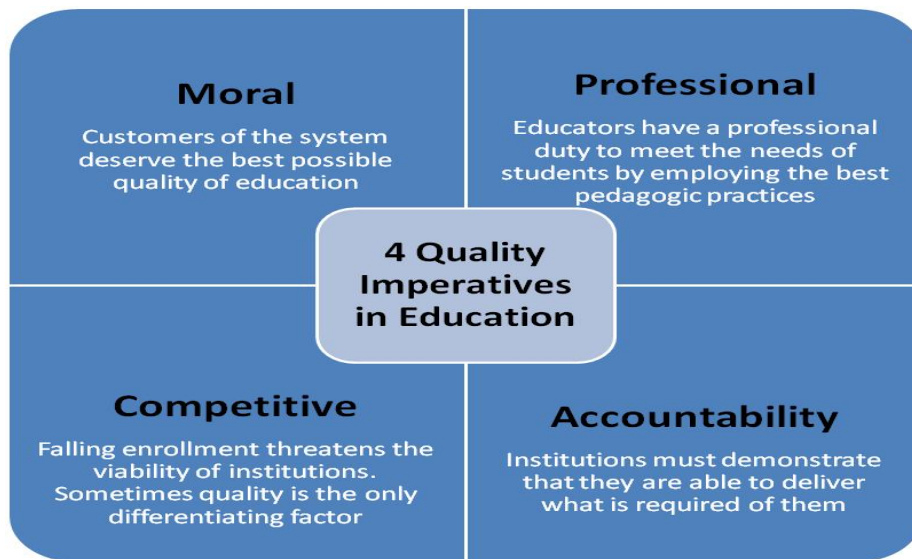 Moral
Customers of the system
deserve the best possible
quality of education
Professional
Educators have a professional
duty to meet the needs of
students by employing the best
pedagogic practices
4 Quality
Imperatives
in Education
Competitive
Falling enrollment threatens the
viability of institutions.
Sometimes quality is the only
differentiating factor
Accountability
Institutions must demonstrate
that they are able to deliver
what is required of them